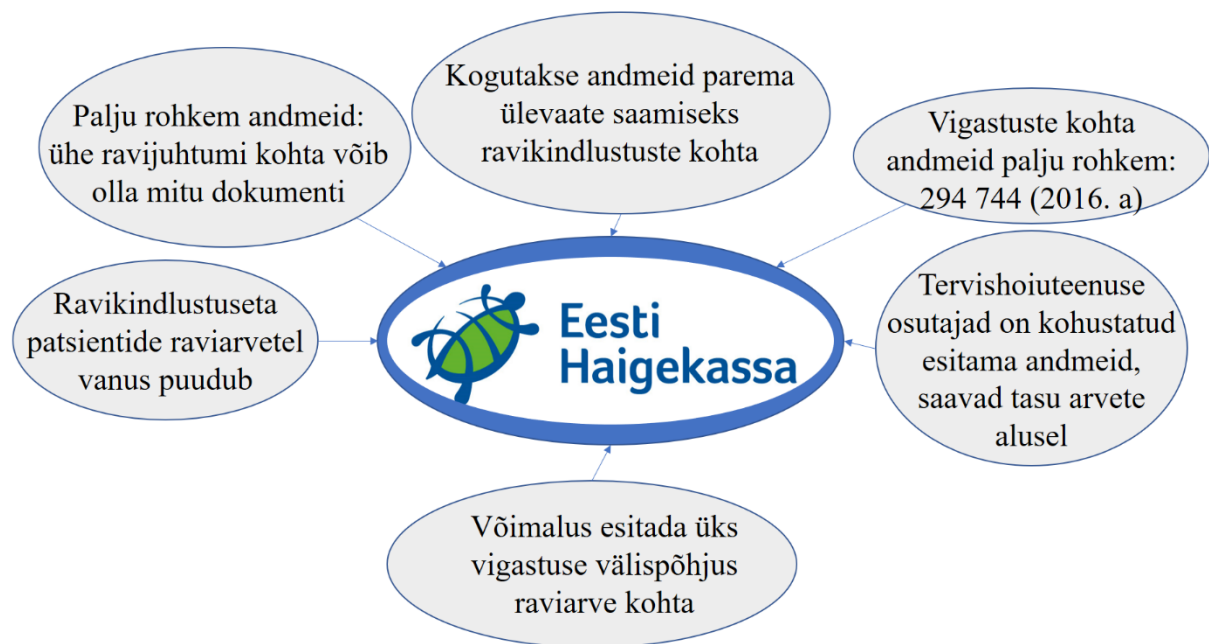 Kogutakse andmeid parema
ülevaate saamiseks
ravikindlustuste kohta
Palju rohkem andmeid:
ühe ravijuhtumi kohta võib
olla mitu dokumenti
Vigastuste kohta
andmeid palju rohkem:
294 744 (2016. a)
Ravikindlustuseta
patsientide raviarvetel
vanus puudub
Eesti
Haigekassa
Tervishoiuteenuse
osutajad on kohustatud
esitama andmeid,
saavad tasu arvete
alusel
Võimalus esitada üks
vigastuse välispõhjus
raviarve kohta